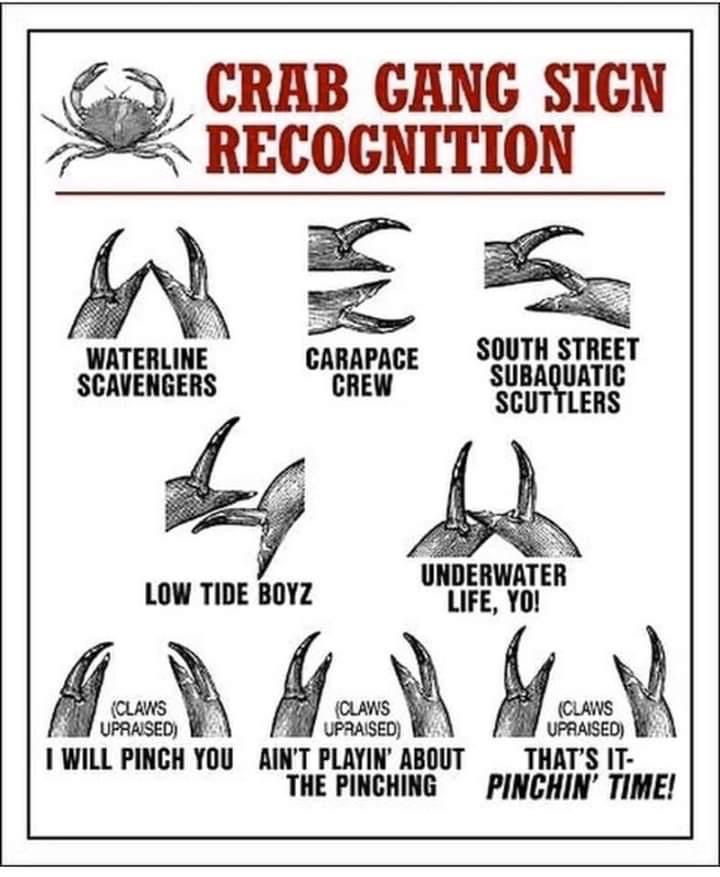 CRAB GANG SIGN
RECOGNITION
WATERLINE
SCAVENGERS
CARAPACE
CREW
SOUTH STREET
SUBAQUATIC
SCUTTLERS
LOW TIDE BOYZ
UNDERWATER
LIFE, YO!
(CLAWS
UPRAISED)
I WILL PINCH YOU
(CLAWS
UPRAISED)
AIN'T PLAYIN' ABOUT
THE PINCHING
(CLAWS
UPRAISED)
THAT'S IT-
PINCHIN' TIME!